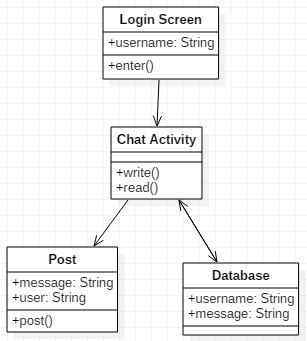 Login Screen
+username: String
+enter()
Chat Activity
+write()
+read()
Post
+message: String
+user: String
+post()
Database
+username: String
+message: String